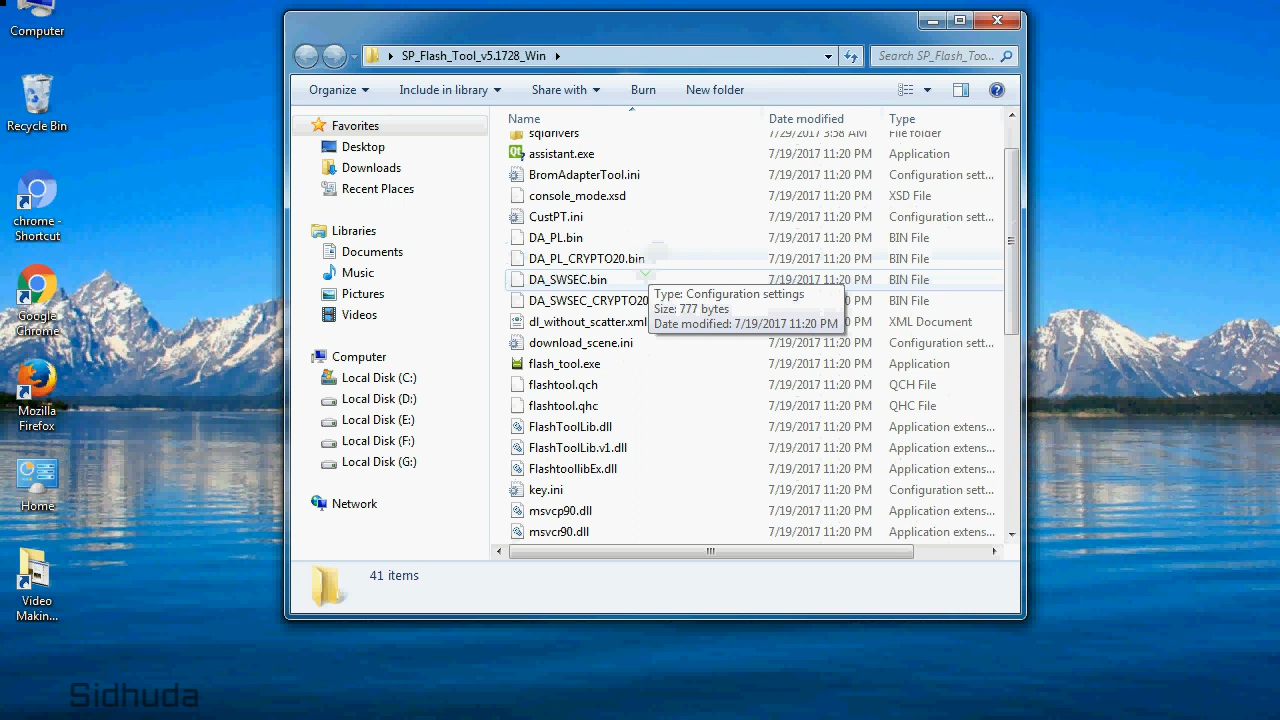 Computer
Recycle Bin
chrome -
Shortcut
Google
Chrome
Mozilla
Firefox
Home
Video
Makin...
SP_Flash_Tool_v5.1728_Win
Search SP_Flash_Too...
Organize
Include in library
Share with
Burn
New folder
Favorites
Desktop
Downloads
Recent Places
Libraries
Documents
Music
Pictures
Videos
Computer
Local Disk (C:)
Local Disk (D:)
Local Disk (E:)
Local Disk (F:)
Local Disk (G:)
Network
Name Date modified Type
sqldrivers 7/29/2017 3:58 AM File folder
assistant.exe 7/19/2017 11:20 PM Application
BromAdapterTool.ini 7/19/2017 11:20 PM Configuration sett...
console_mode.xsd 7/19/2017 11:20 PM XSD File
CustPT.ini 7/19/2017 11:20 PM Configuration sett...
DA_PL.bin 7/19/2017 11:20 PM BIN File
DA_PL_CRYPTO20.bin 7/19/2017 11:20 PM BIN File
DA_SWSEC.bin 7/19/2017 11:20 PM BIN File
DA_SWSEC_CRYPTO20 PM BIN File
dl_without_scatter.xml PM XML Document
download_scene.ini 7/19/2017 11:20 PM Configuration sett...
flash_tool.exe 7/19/2017 11:20 PM Application
flashtool.qch 7/19/2017 11:20 PM QCH File
flashtool.qhc 7/19/2017 11:20 PM QHC File
FlashToolLib.dll 7/19/2017 11:20 PM Application extens...
FlashToolLib.v1.dll 7/19/2017 11:20 PM Application extens...
FlashtoollibEx.dll 7/19/2017 11:20 PM Application extens...
key.ini 7/19/2017 11:20 PM Configuration sett...
msvcp90.dll 7/19/2017 11:20 PM Application extens...
msvcr90.dll 7/19/2017 11:20 PM Application extens...
Type: Configuration settings
Size: 777 bytes
Date modified: 7/19/2017 11:20 PM
41 items
Sidhuda